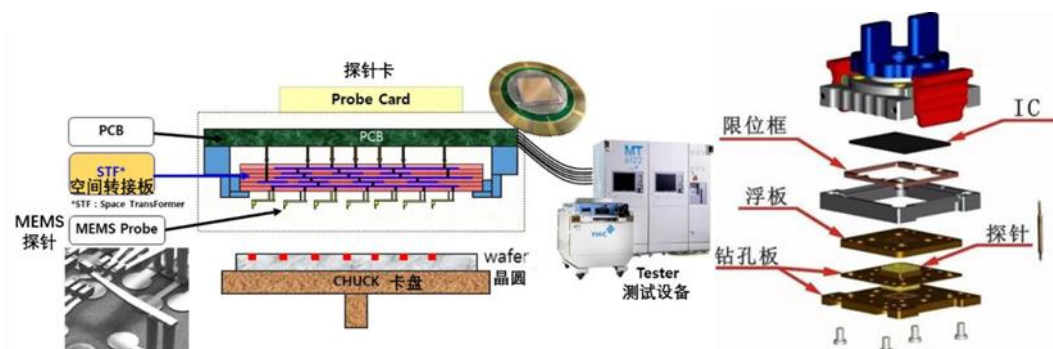 探针卡
Probe Card
PCB
PCB
STF*
空间转接板
*STF : Space TransFormer
MEMS
探针
MEMS Probe
wafer
晶圆
CHUCK 卡盘
MT
6122
YIKC
Tester
测试设备
IC
限位框
浮板
探针
钻孔板